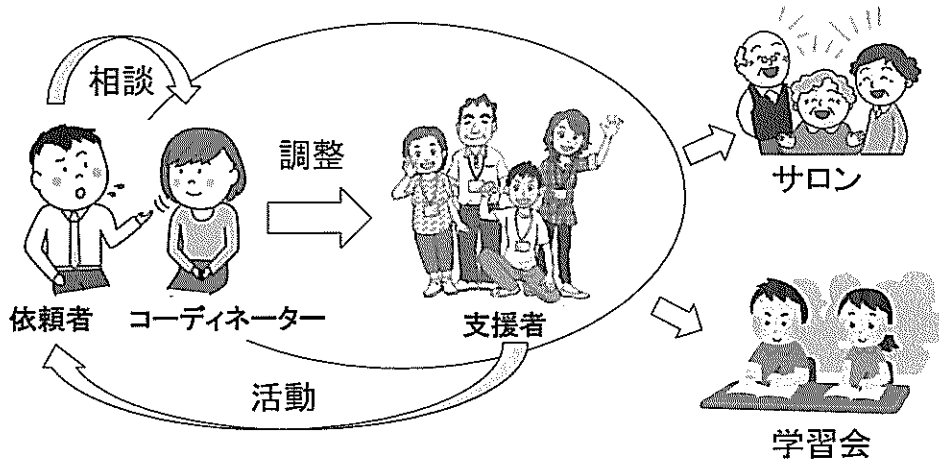 相談
調整
サロン
依頼者
コーディネーター
支援者
活動
学習会